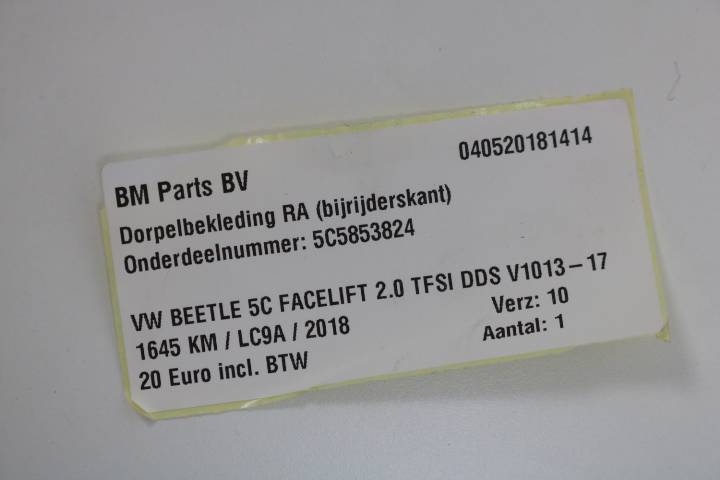 BM Parts BV 040520181414
Dorpelbekleding RA (bijrijderskant)
Onderdeelnummer: 5C5853824
VW BEETLE 5C FACELIFT 2.0 TFSI DDS V1013 – 17
1645 KM / LC9A / 2018 Verz: 10
20 Euro incl. BTW Aantal: 1